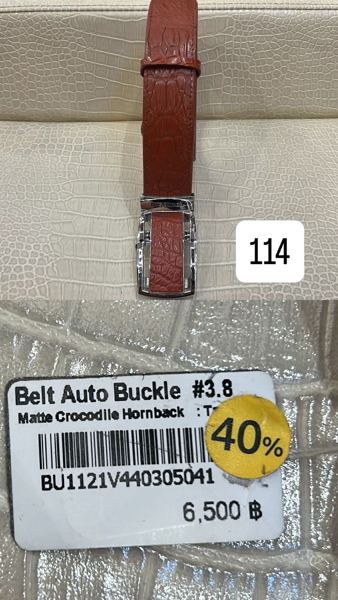 114
Belt Auto Buckle #3.8
Matte Crocodile Hornback :
40%
BU1121V440305041
6,500 ฿